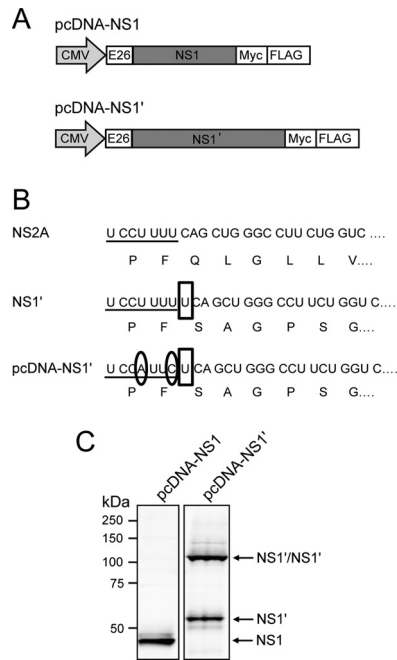 A
pcDNA-NS1
CMV E26 NS1 Myc FLAG
pcDNA-NS1'
CMV E26 NS1' Myc FLAG
B
NS2A U CCU UUU CAG CUG GGC CUU CUG GUC ....
P F Q L G L L V....
NS1' U CCU UUU UCA GCU GGG CCU UCU GGU C....
P F S A G P S G....
pcDNA-NS1' U CCA UUC UCA GCU GGG CCU UCU GGU C....
P F S A G P S G....
C
pcDNA-NS1 pcDNA-NS1'
kDa
250
150
100 NS1'/NS1'
75
NS1'
50
NS1